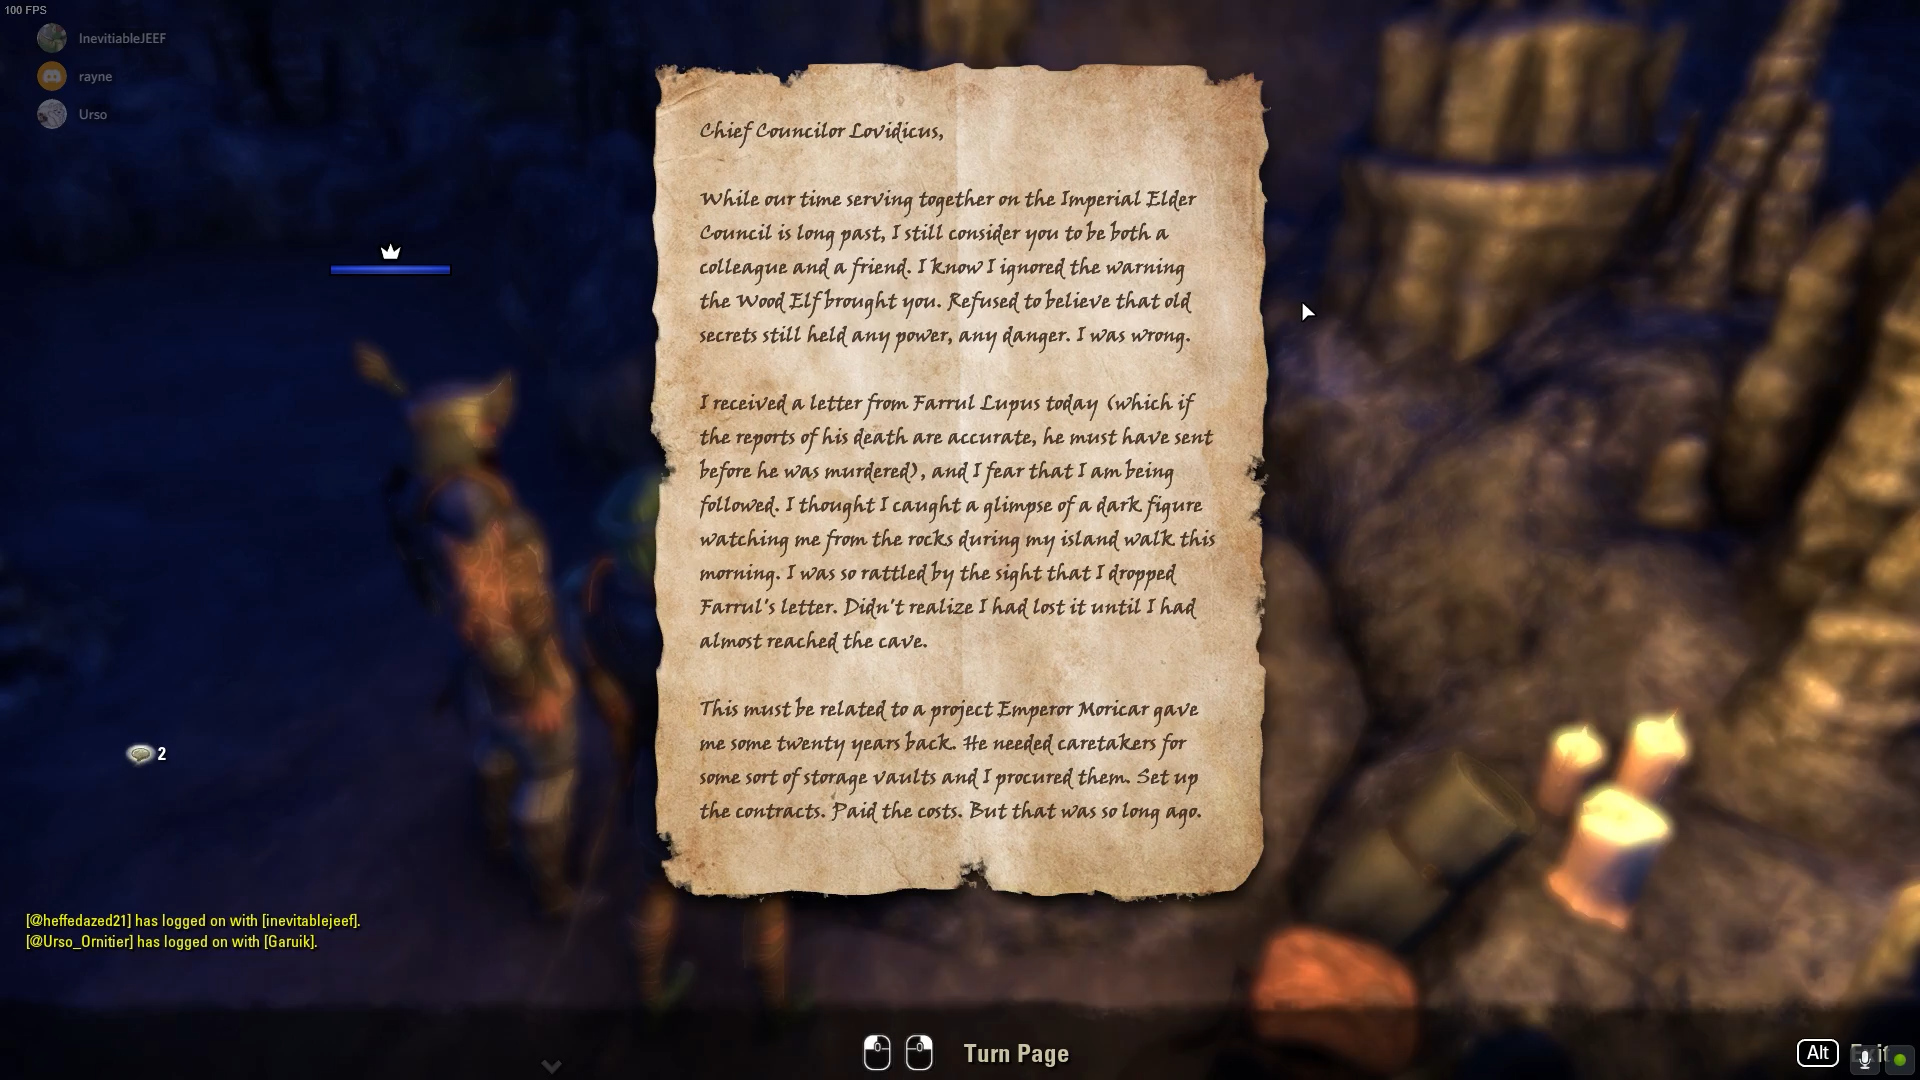 100 FPS
InevitiableJEEF
rayne
Urso
Chief Councilor Lovidicus,
While our time serving together on the Imperial Elder
Council is long past, I still consider you to be both a
colleague and a friend. I know I ignored the warning
the Wood Elf brought you. Refused to believe that old
secrets still held any power, any danger. I was wrong.
I received a letter from Farrul Lupus today (which if
the reports of his death are accurate, he must have sent
before he was murdered), and I fear that I am being
followed. I thought I caught a glimpse of a dark figure
watching me from the rocks during my island walk this
morning. I was so rattled by the sight that I dropped
Farrul's letter. Didn't realize I had lost it until I had
almost reached the cave.
This must be related to a project Emperor Moricar gave
me some twenty years back. He needed caretakers for
some sort of storage vaults and I procured them. Set up
the contracts. Paid the costs. But that was so long ago.
2
[@heffedazed21] has logged on with [inevitablejeef].
[@Urso_Ornitier] has logged on with [Garuik].
Turn Page
Alt Exit